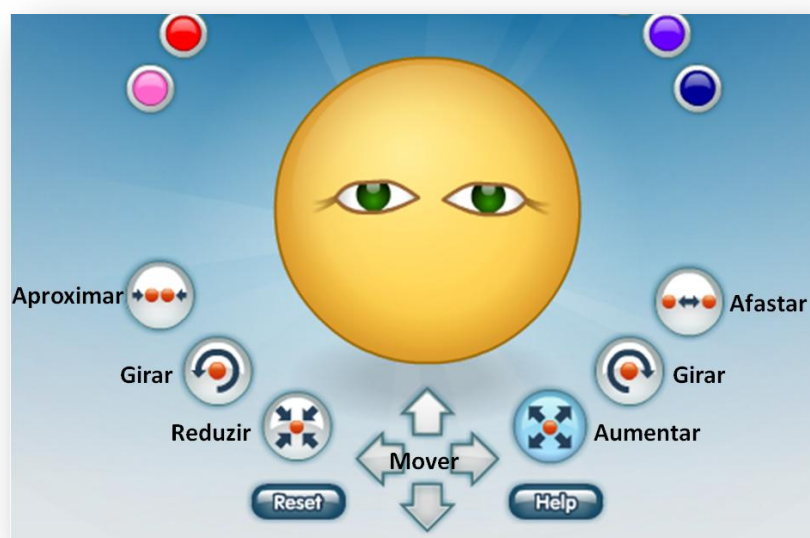 Aproximar
Afastar
Girar
Girar
Reduzir
Aumentar
Mover
Reset
Help